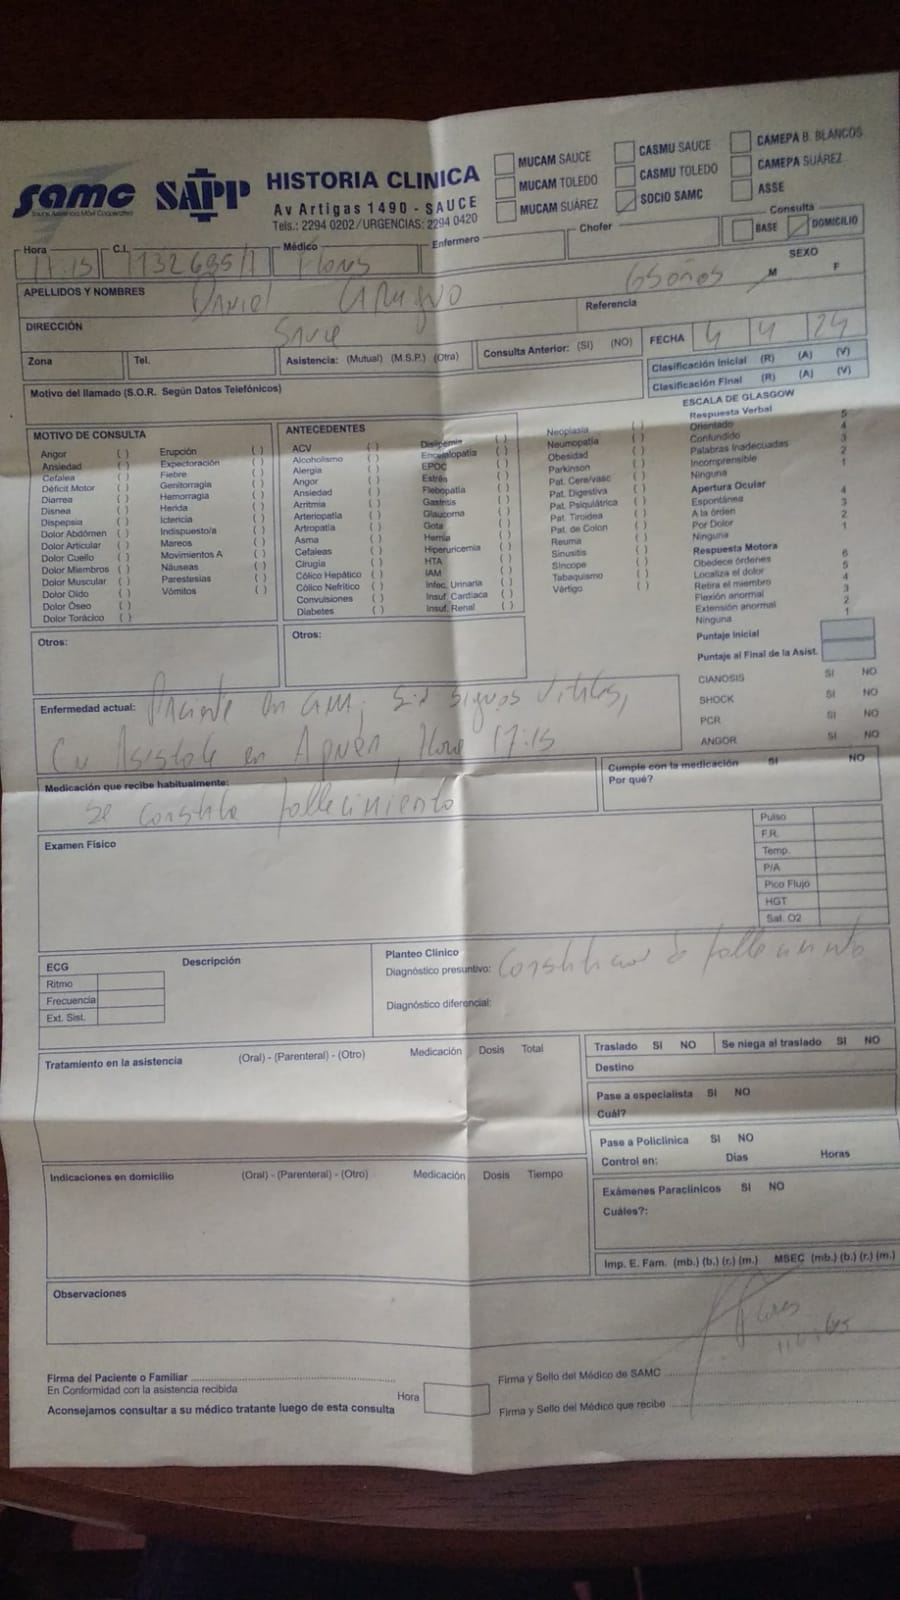 samc SAPP HISTORIA CLINICA
Av Artigas 1490 - SAUCE
Tels.: 2294 0202/URGENCIAS: 2294 0420
MUCAM SAUCE CASMU SAUCE CAMEPA B. BLANCOS
MUCAM TOLEDO CASMU TOLEDO CAMEPA SUÁREZ
MUCAM SUÁREZ SOCIO SAMC ASSE
Consulta
BASE DOMICILIO
Hora C.I. Médico Enfermero Chofer
Flores
APELLIDOS Y NOMBRES SEXO M F
Daniel 65 años
DIRECCIÓN Referencia
Sauce
Zona Tel. Asistencia: (Mutual) (M.S.P.) (Otra) Consulta Anterior: (SI) (NO) FECHA 4 4 24
Clasificación Inicial (R) (A) (V)
Clasificación Final (R) (A) (V)
Motivo del llamado (S.O.R. Según Datos Telefónicos)
MOTIVO DE CONSULTA
Angor ( )
Ansiedad ( )
Cefalea ( )
Déficit Motor ( )
Diarrea ( )
Disnea ( )
Dispepsia ( )
Dolor Abdómen ( )
Dolor Articular ( )
Dolor Cuello ( )
Dolor Miembros ( )
Dolor Muscular ( )
Dolor Oído ( )
Dolor Óseo ( )
Dolor Torácico ( )
Erupción ( )
Expectoración ( )
Fiebre ( )
Genitorragia ( )
Hemorragia ( )
Herida ( )
Ictericia ( )
Indispuesto/a ( )
Mareos ( )
Movimientos A ( )
Náuseas ( )
Parestesias ( )
Vómitos ( )
ANTECEDENTES
ACV ( )
Alcoholismo ( )
Alergia ( )
Angor ( )
Ansiedad ( )
Arritmia ( )
Arteriopatía ( )
Artropatía ( )
Asma ( )
Cefaleas ( )
Cirugía ( )
Cólico Hepático ( )
Cólico Nefrítico ( )
Convulsiones ( )
Diabetes ( )
Dislipemia ( )
Encefalopatía ( )
EPOC ( )
Estrés ( )
Flebopatía ( )
Gastritis ( )
Glaucoma ( )
Gota ( )
Hernia ( )
Hiperuricemia ( )
HTA ( )
IAM ( )
Infec. Urinaria ( )
Insuf. Cardíaca ( )
Insuf. Renal ( )
Neoplasia ( )
Neumopatía ( )
Obesidad ( )
Parkinson ( )
Pat. Cere/vasc ( )
Pat. Digestiva ( )
Pat. Psiquiátrica ( )
Pat. Tiroidea ( )
Pat. de Colon ( )
Reuma ( )
Sinusitis ( )
Síncope ( )
Tabaquismo ( )
Vértigo ( )
ESCALA DE GLASGOW
Respuesta Verbal
Orientado 5
Confundido 4
Palabras Inadecuadas 3
Incomprensible 2
Ninguna 1
Apertura Ocular
Espontánea 4
A la órden 3
Por Dolor 2
Ninguna 1
Respuesta Motora
Obedece órdenes 6
Localiza el dolor 5
Retira el miembro 4
Flexión anormal 3
Extensión anormal 2
Ninguna 1
Puntaje Inicial
Puntaje al Final de la Asist.
Otros: Otros:
CIANOSIS SI NO
SHOCK SI NO
PCR SI NO
ANGOR SI NO
Enfermedad actual: Paciente en sin signos vitales,
en Hora 17:15
Medicación que recibe habitualmente:
Cumple con la medicación SI NO
Por qué?
se constata fallecimiento
Examen Físico
Pulso
F.R.
Temp.
P/A
Pico Flujo
HGT
Sat. O2
ECG Descripción
Ritmo
Frecuencia
Ext. Sist.
Planteo Clínico
Diagnóstico presuntivo: de fallecimiento
Diagnóstico diferencial:
Tratamiento en la asistencia (Oral) - (Parenteral) - (Otro) Medicación Dosis Total
Traslado SI NO Se niega al traslado SI NO
Destino
Pase a especialista SI NO
Cuál?
Pase a Policlínica SI NO
Control en: Días Horas
Indicaciones en domicilio (Oral) - (Parenteral) - (Otro) Medicación Dosis Tiempo
Exámenes Paraclínicos SI NO
Cuáles?:
Imp. E. Fam. (mb.) (b.) (r.) (m.) MSEC (mb.) (b.) (r.) (m.)
Observaciones
Flores
Firma del Paciente o Familiar
En Conformidad con la asistencia recibida
Aconsejamos consultar a su médico tratante luego de esta consulta
Hora
Firma y Sello del Médico de SAMC
Firma y Sello del Médico que recibe